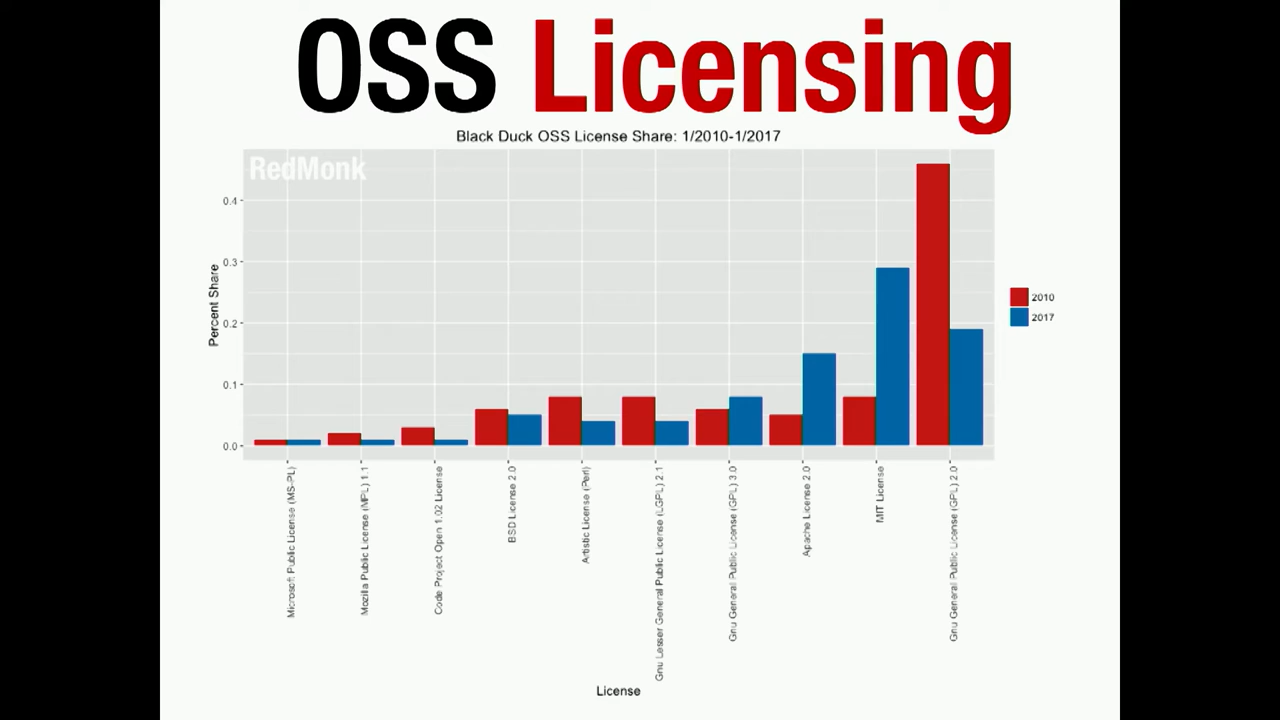 OSS Licensing
Black Duck OSS License Share: 1/2010-1/2017
RedMonk
Percent Share
0.4
0.3
0.2
0.1
0.0
2010
2017
Microsoft Public License (MS-PL)
Mozilla Public License (MPL) 1.1
Code Project Open 1.02 License
BSD License 2.0
Artistic License (Perl)
Gnu Lesser General Public License (LGPL) 2.1
Gnu General Public License (GPL) 3.0
Apache License 2.0
MIT License
Gnu General Public License (GPL) 2.0
License